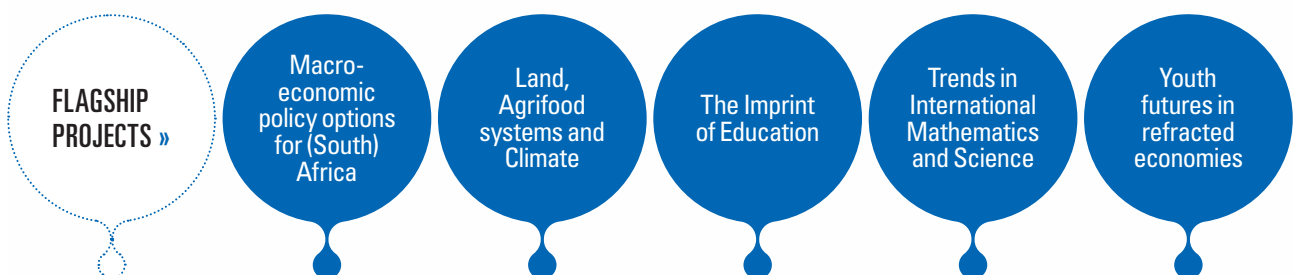 FLAGSHIP
PROJECTS »
Macro-
economic
policy options
for (South)
Africa
Land,
Agrifood
systems and
Climate
The Imprint
of Education
Trends in
International
Mathematics
and Science
Youth
futures in
refracted
economies